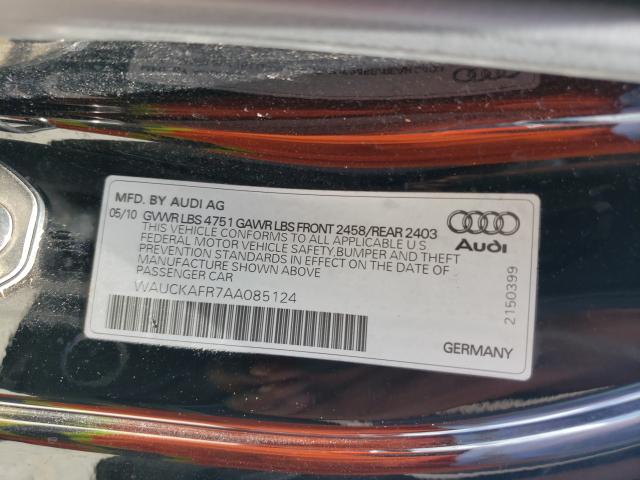 MFD. BY AUDI AG
05/10 GVWR LBS 4751 GAWR LBS FRONT 2458/REAR 2403
THIS VEHICLE CONFORMS TO ALL APPLICABLE U S
FEDERAL MOTOR VEHICLE SAFETY,BUMPER AND THEFT
PREVENTION STANDARDS IN EFFECT ON THE DATE OF
MANUFACTURE SHOWN ABOVE
PASSENGER CAR
WAUCKAFR7AA085124
Audi
2150399
GERMANY